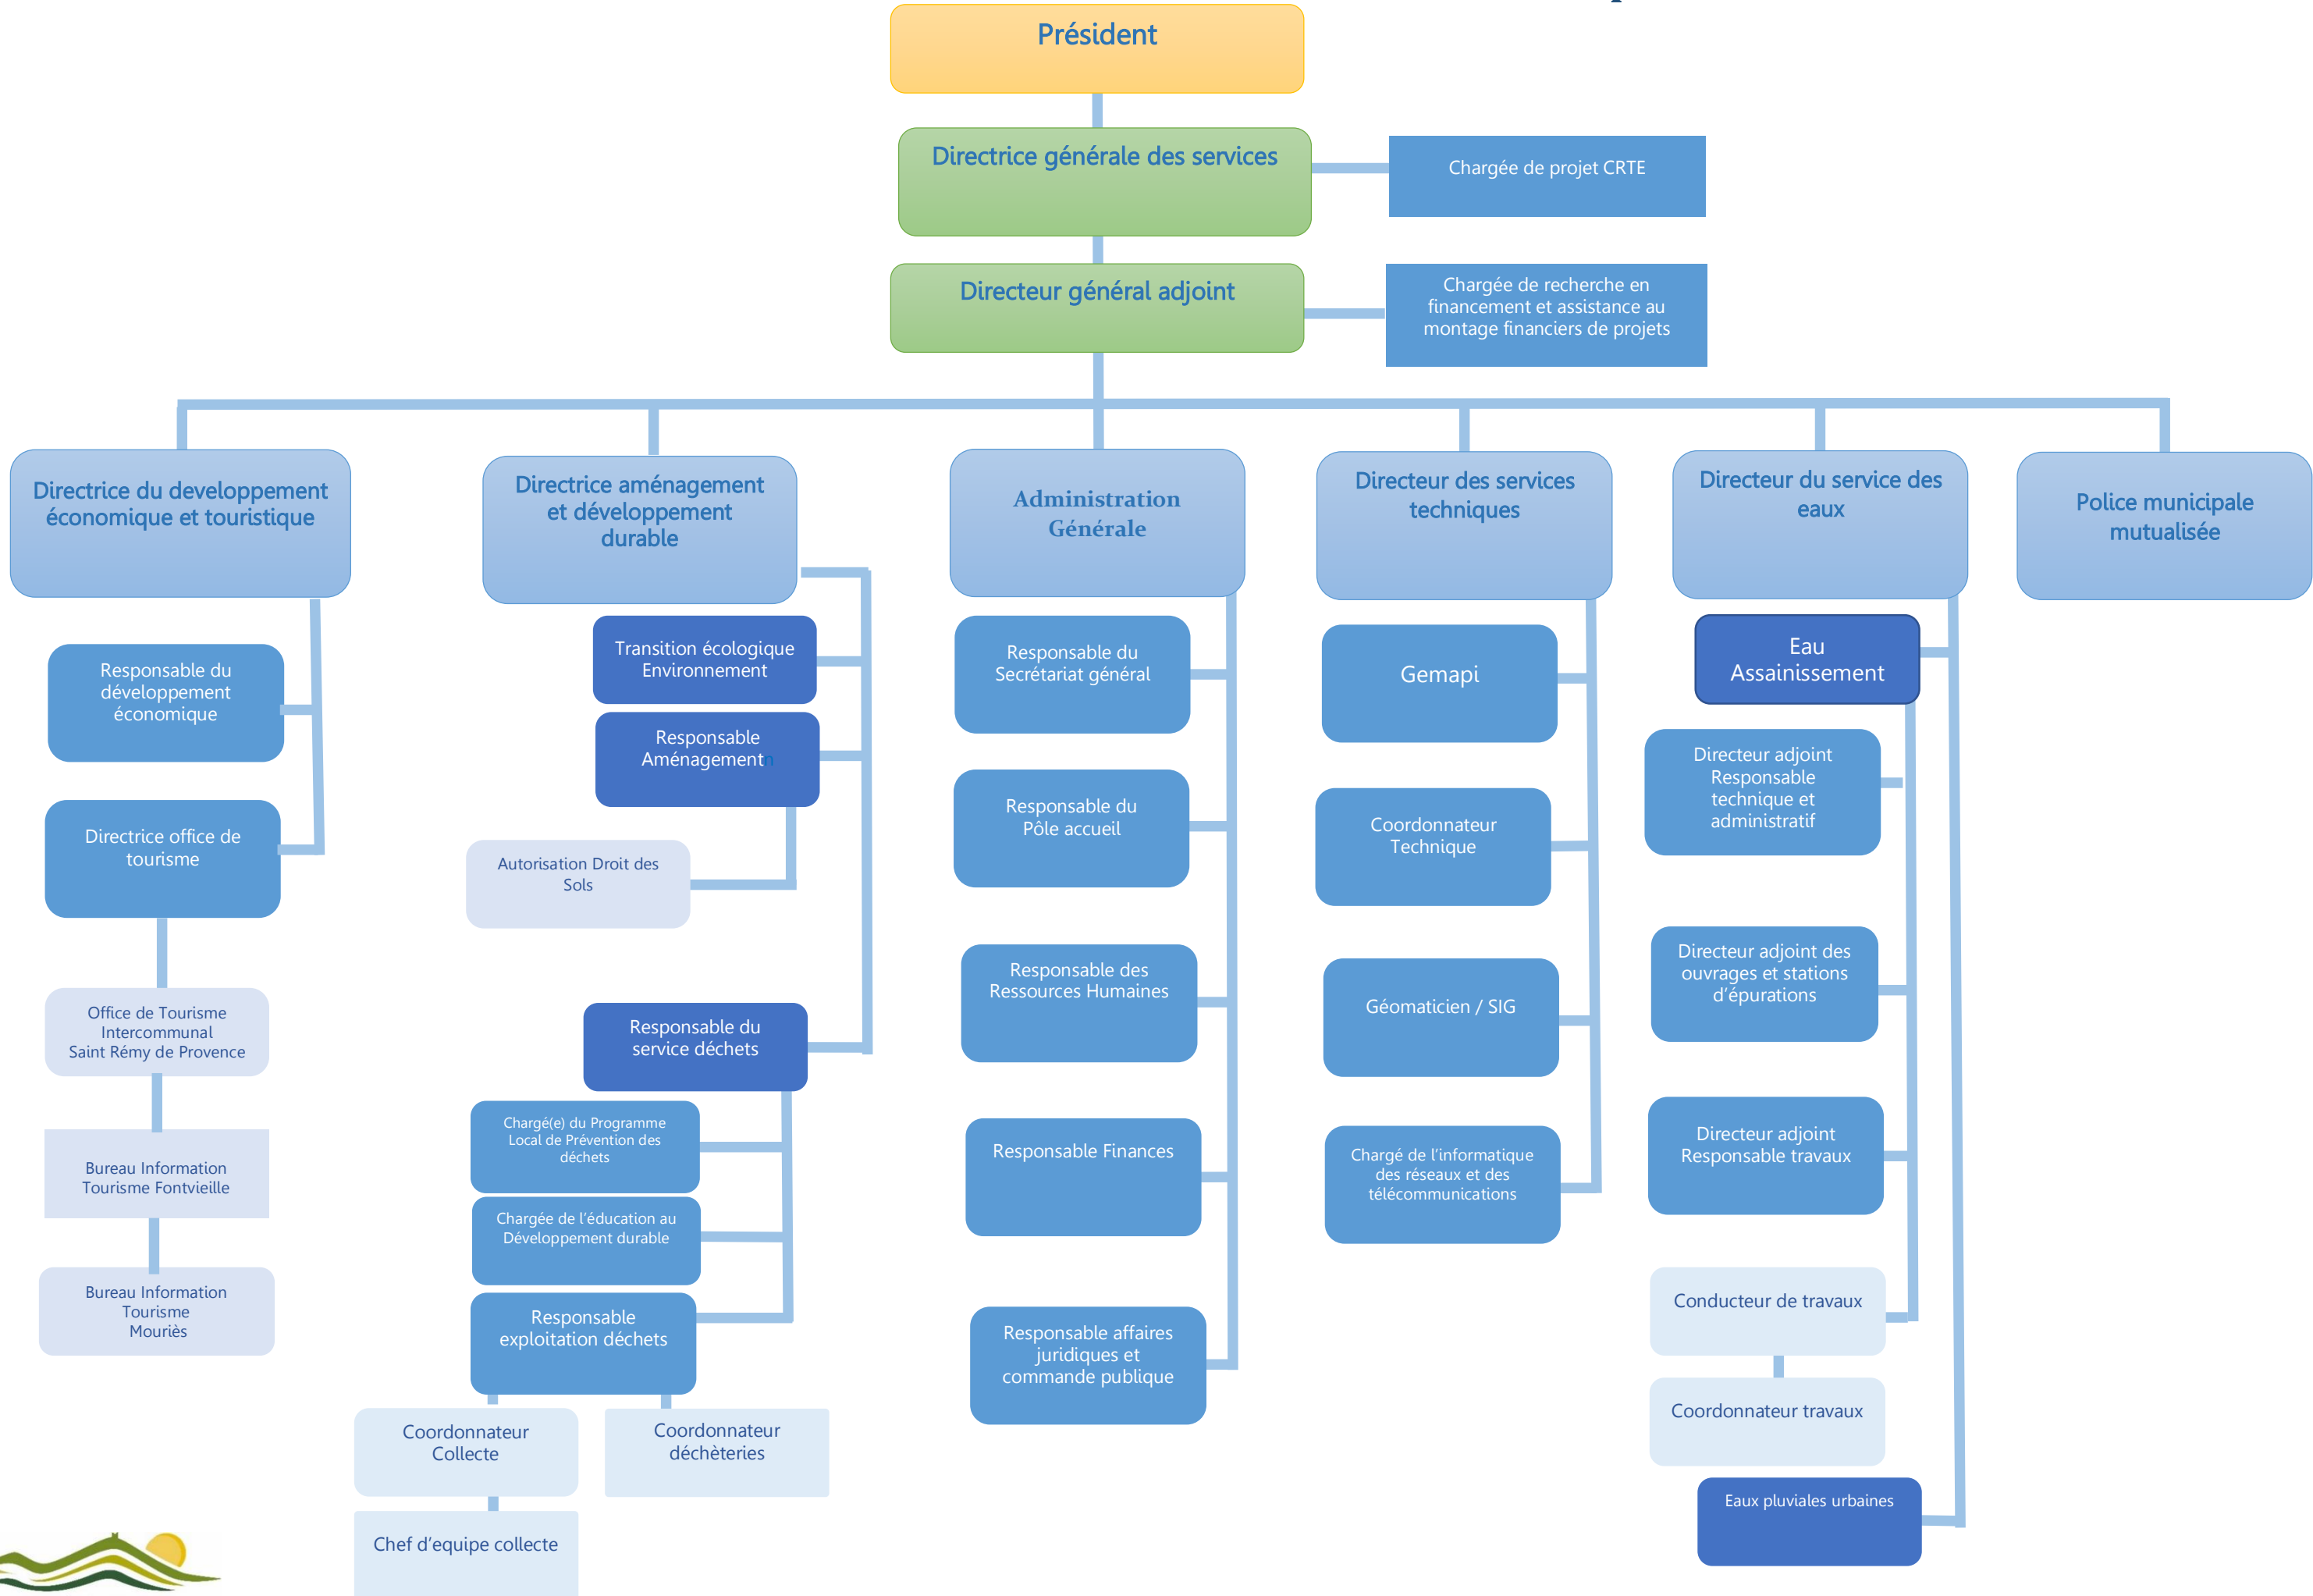 Président
Directrice générale des services
Chargée de projet CRTE
Directeur général adjoint
Chargée de recherche en
financement et assistance au
montage financiers de projets
Directrice du developpement
économique et touristique
Responsable du
développement
économique
Directrice office de
tourisme
Office de Tourisme
Intercommunal
Saint Rémy de Provence
Bureau Information
Tourisme Fontvieille
Bureau Information
Tourisme
Mouriès
Directrice aménagement
et développement
durable
Transition écologique
Environnement
Responsable
Aménagementn
Autorisation Droit des
Sols
Responsable du
service déchets
Chargé(e) du Programme
Local de Prévention des
déchets
Chargée de l’éducation au
Développement durable
Responsable
exploitation déchets
Coordonnateur
Collecte
Coordonnateur
déchèteries
Chef d’equipe collecte
Administration
Générale
Responsable du
Secrétariat général
Responsable du
Pôle accueil
Responsable des
Ressources Humaines
Responsable Finances
Responsable affaires
juridiques et
commande publique
Directeur des services
techniques
Gemapi
Coordonnateur
Technique
Géomaticien / SIG
Chargé de l’informatique
des réseaux et des
télécommunications
Directeur du service des
eaux
Eau
Assainissement
Directeur adjoint
Responsable
technique et
administratif
Directeur adjoint des
ouvrages et stations
d’épurations
Directeur adjoint
Responsable travaux
Conducteur de travaux
Coordonnateur travaux
Eaux pluviales urbaines
Police municipale
mutualisée